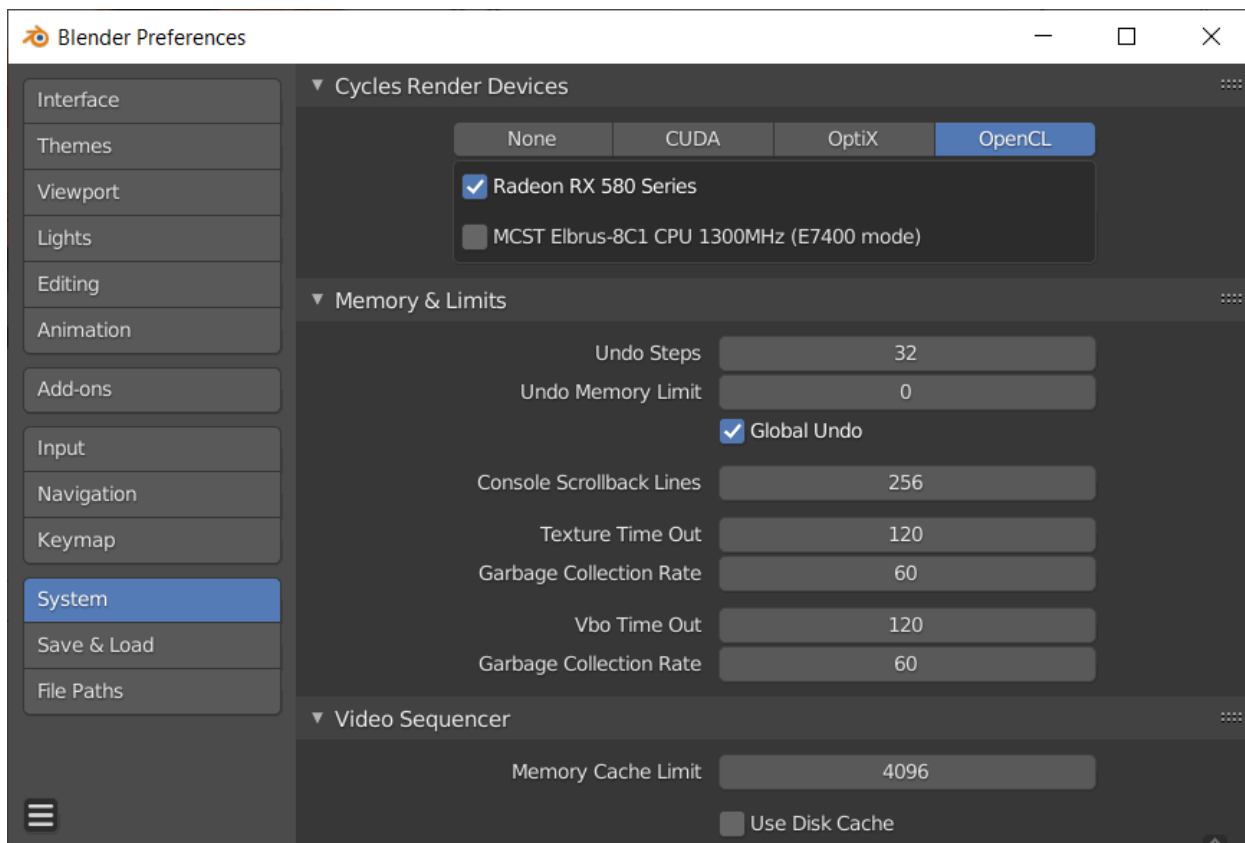 Blender Preferences
Interface
Themes
Viewport
Lights
Editing
Animation
Add-ons
Input
Navigation
Keymap
System
Save & Load
File Paths
Cycles Render Devices
None CUDA OptiX OpenCL
Radeon RX 580 Series
MCST Elbrus-8C1 CPU 1300MHz (E7400 mode)
Memory & Limits
Undo Steps 32
Undo Memory Limit 0
Global Undo
Console Scrollback Lines 256
Texture Time Out 120
Garbage Collection Rate 60
Vbo Time Out 120
Garbage Collection Rate 60
Video Sequencer
Memory Cache Limit 4096
Use Disk Cache